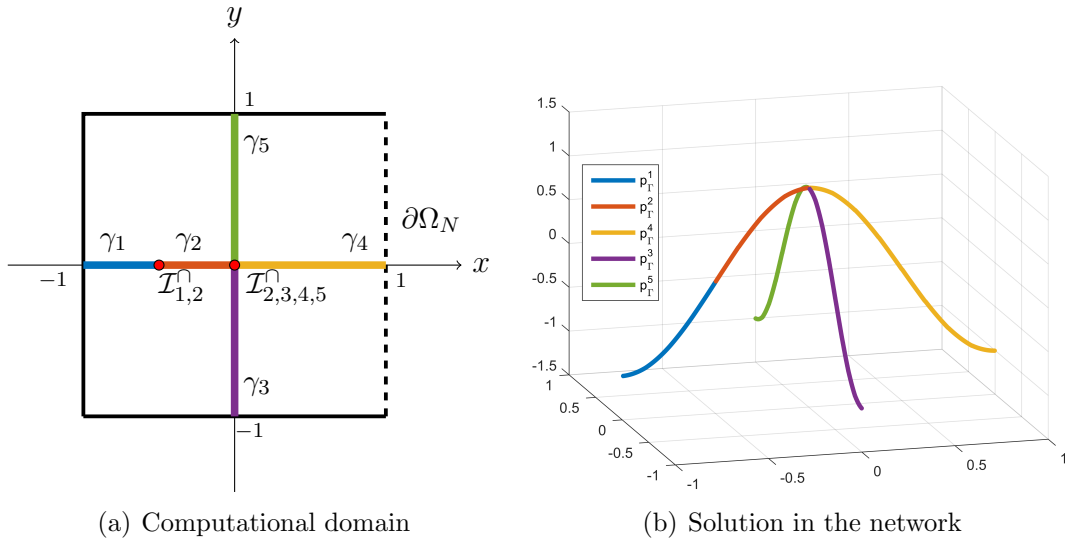 y
1
γ₅
γ₁
γ₂
γ₄
∂Ω_N
−1
I^∩_{1,2}
I^∩_{2,3,4,5}
1
x
γ₃
−1
(a) Computational domain
1.5
1
0.5
0
-0.5
-1
-1.5
p_Γ^1
p_Γ^2
p_Γ^4
p_Γ^3
p_Γ^5
1
0.5
0
-0.5
-1
-1
-0.5
0
0.5
1
(b) Solution in the network